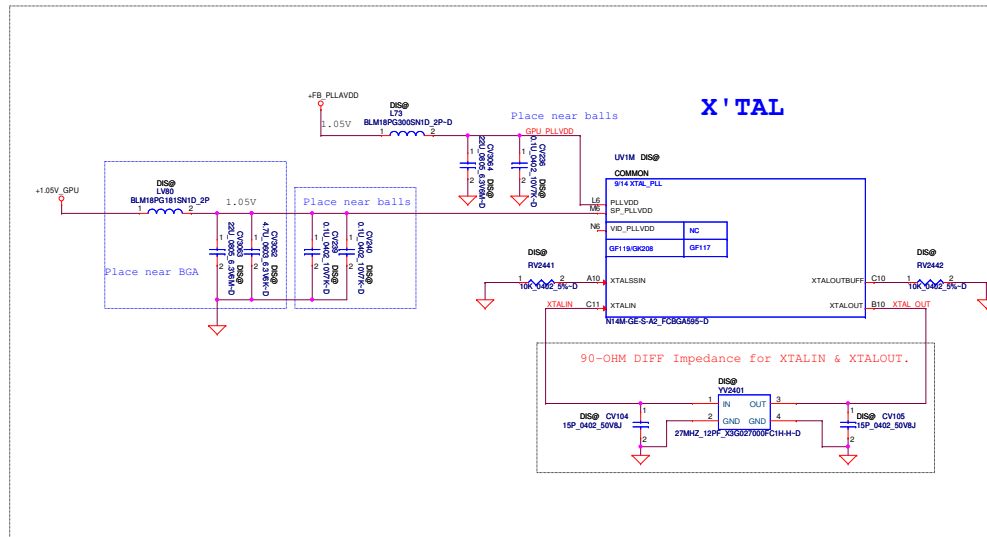 X'TAL
+FB_PLLAVDD
1.05V
DIS@
L73
BLM18PG300SN1D_2P~D
1
2
Place near balls
GPU_PLLVDD
1
2
CV3064 DIS@
22U_0805_6.3V6M~D
1
2
CV236 DIS@
0.1U_0402_10V7K~D
UV1M DIS@
COMMON
9/14 XTAL_PLL
L6 PLLVDD
M6 SP_PLLVDD
N6 VID_PLLVDD
NC
GF119/GK208
GF117
+1.05V_GPU
DIS@
LV80
BLM18PG181SN1D_2P
1
2
1.05V
Place near balls
Place near BGA
1
2
CV3063 DIS@
22U_0805_6.3V6M~D
1
2
CV3062 DIS@
4.7U_0603_6.3V6K~D
1
2
CV239 DIS@
0.1U_0402_10V7K~D
1
2
CV240 DIS@
0.1U_0402_10V7K~D
DIS@
RV2441
1
2
10K_0402_5%~D
A10 XTALSSIN
XTALIN
C11 XTALIN
XTALOUTBUFF C10
XTALOUT B10
XTAL_OUT
DIS@
RV2442
1
2
10K_0402_5%~D
N14M-GE-S-A2_FCBGA595~D
90-OHM DIFF Impedance for XTALIN & XTALOUT.
DIS@
YV2401
1 IN OUT 3
2 GND GND 4
27MHZ_12PF_X3G027000FC1H-H~D
DIS@ CV104
15P_0402_50V8J
1
2
DIS@ CV105
15P_0402_50V8J
1
2